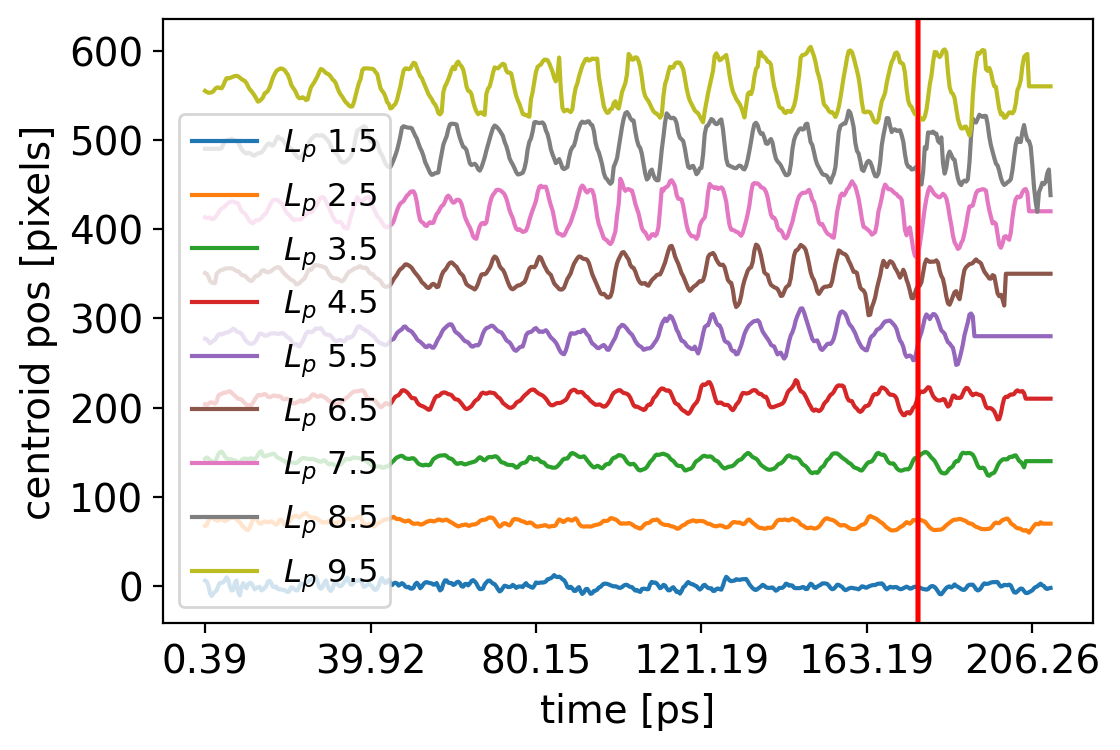 centroid pos [pixels]
600
500
400
300
200
100
0
L_p 1.5
L_p 2.5
L_p 3.5
L_p 4.5
L_p 5.5
L_p 6.5
L_p 7.5
L_p 8.5
L_p 9.5
0.39 39.92 80.15 121.19 163.19 206.26
time [ps]